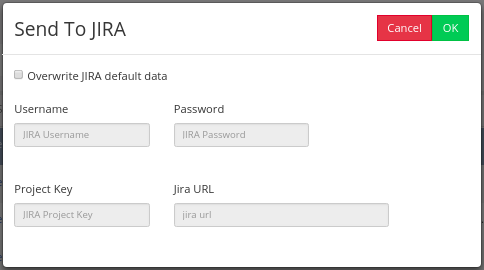 Send To JIRA
Cancel OK
Overwrite JIRA default data
Username Password
JIRA Username JIRA Password
Project Key Jira URL
JIRA Project Key jira url